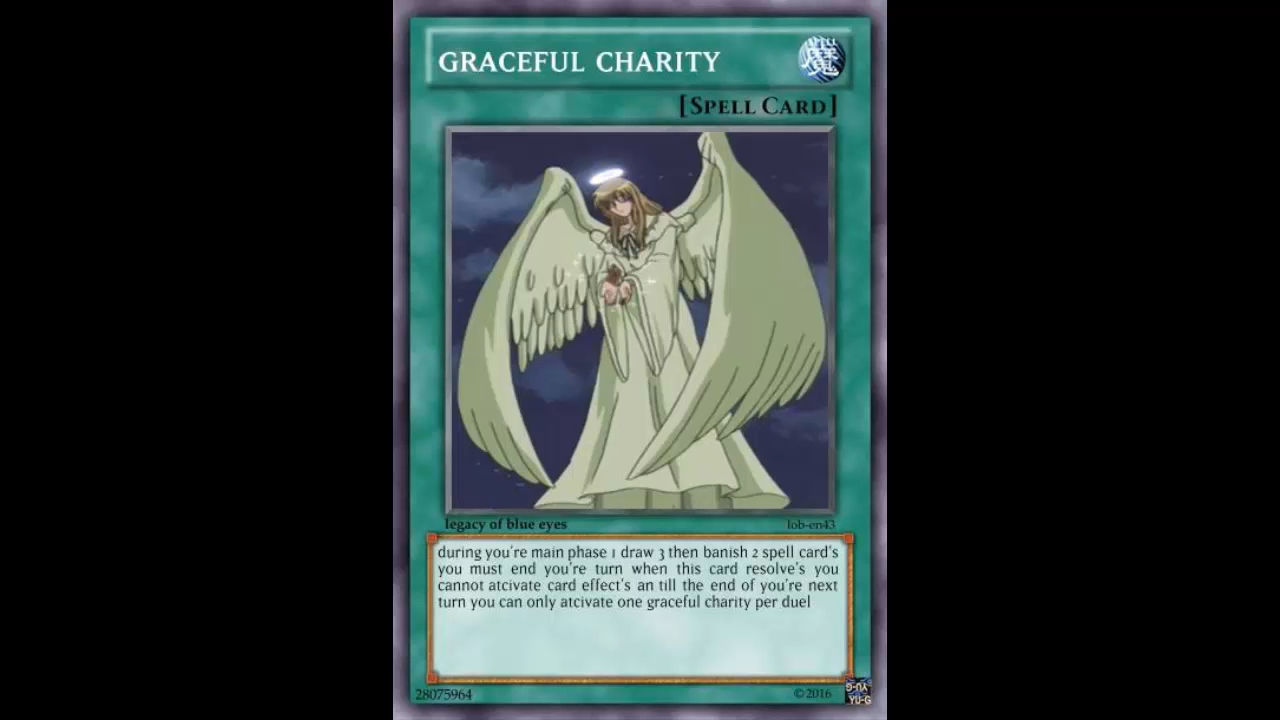 GRACEFUL CHARITY
魔
[SPELL CARD]
legacy of blue eyes
lob-en43
during you're main phase 1 draw 3 then banish 2 spell card's
you must end you're turn when this card resolve's you
cannot atcivate card effect's an till the end of you're next
turn you can only atcivate one graceful charity per duel
28075964
©2016
YU-G
YU-G